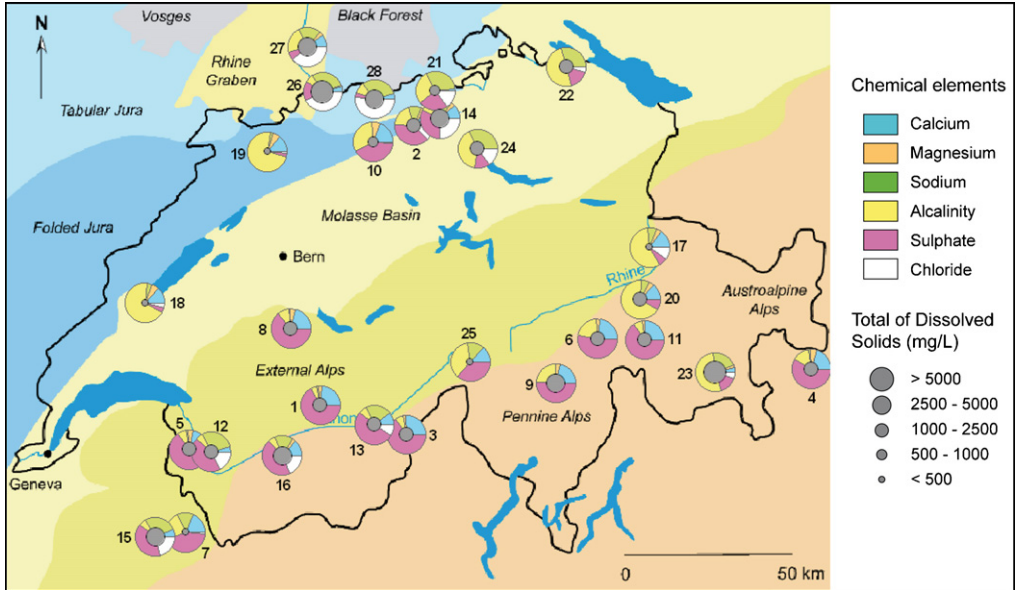 Vosges
Black Forest
N
27
Rhine
Graben
26
28
21
22
Tabular Jura
14
19
10
2
24
Folded Jura
Molasse Basin
Bern
17
Rhine
18
20
Austroalpine
Alps
8
25
6
11
External Alps
23
9
4
1
Pennine Alps
5
12
13
3
16
Geneva
15
7
0
50 km
Chemical elements
Calcium
Magnesium
Sodium
Alcalinity
Sulphate
Chloride
Total of Dissolved
Solids (mg/L)
> 5000
2500 - 5000
1000 - 2500
500 - 1000
< 500